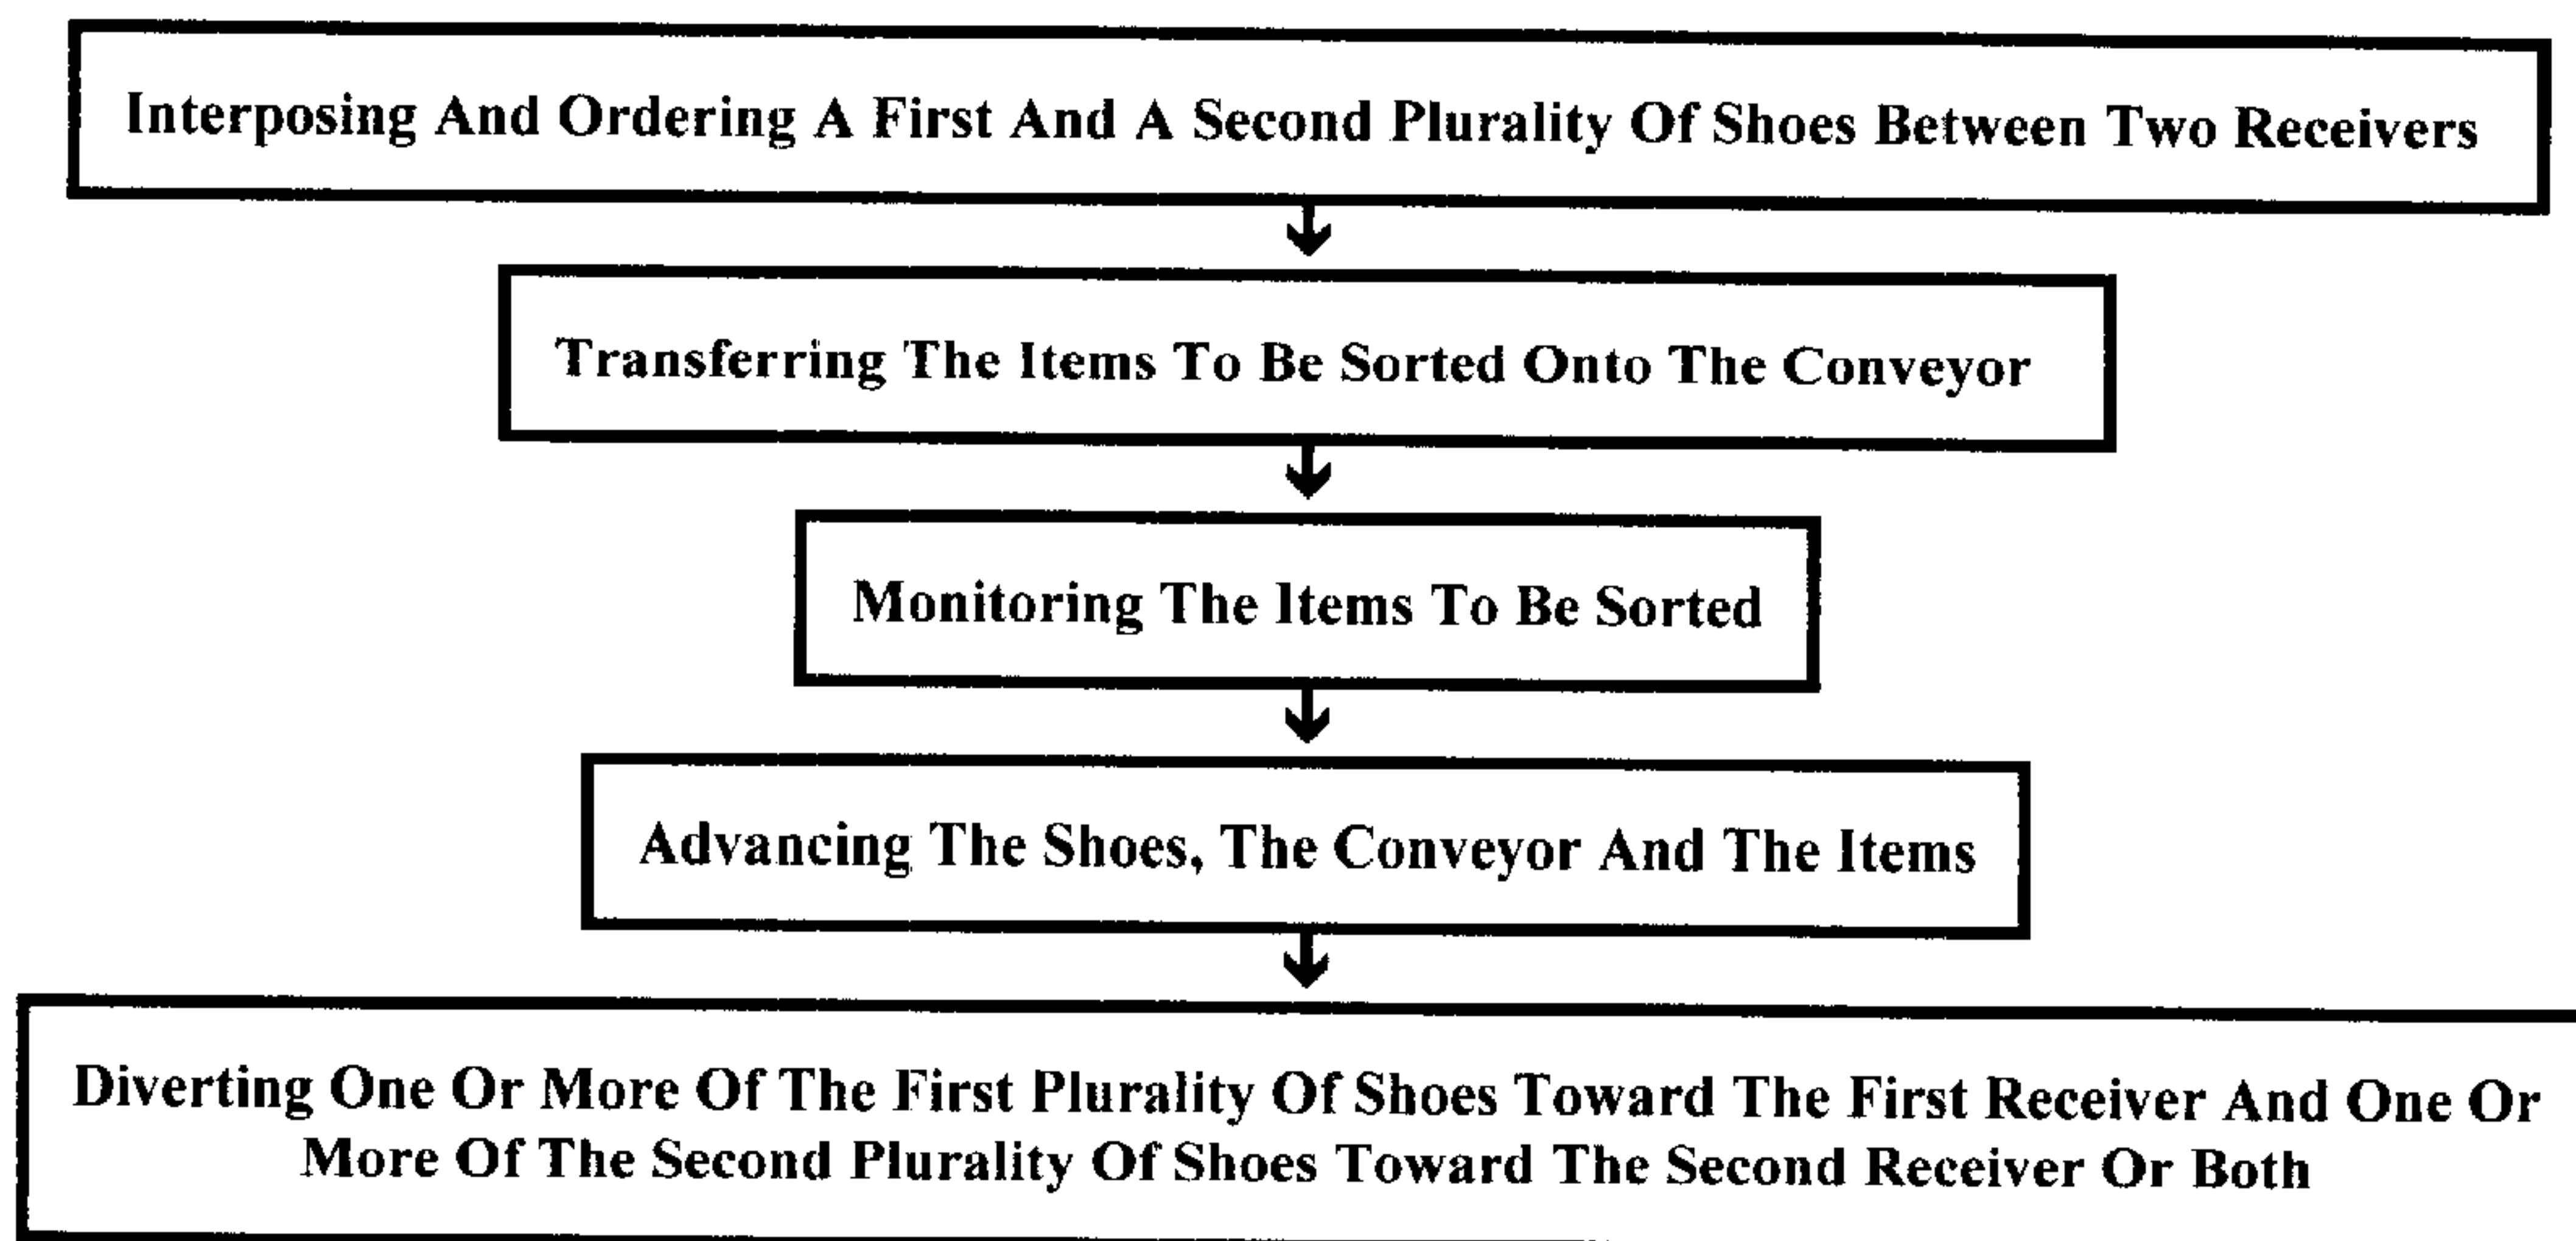 Interposing And Ordering A First And A Second Plurality Of Shoes Between Two Receivers
Transferring The Items To Be Sorted Onto The Conveyor
Monitoring The Items To Be Sorted
Advancing The Shoes, The Conveyor And The Items
Diverting One Or More Of The First Plurality Of Shoes Toward The First Receiver And One Or
More Of The Second Plurality Of Shoes Toward The Second Receiver Or Both